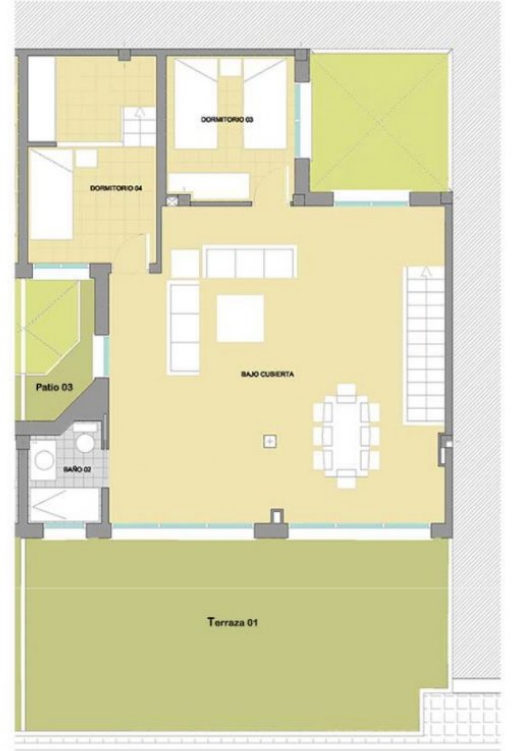 DORMITORIO 03
DORMITORIO 04
BAJO CUBIERTA
Patio 03
BAÑO 02
Terraza 01